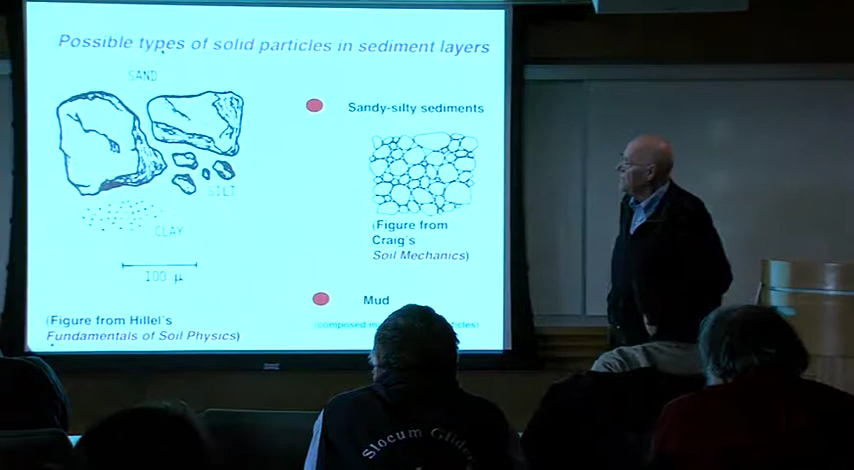 Possible types of solid particles in sediment layers
SAND
SILT
CLAY
100 μ
(Figure from Hillel's
Fundamentals of Soil Physics)
Sandy-silty sediments
(Figure from
Craig's
Soil Mechanics)
Mud
(composed
Slocum Glider